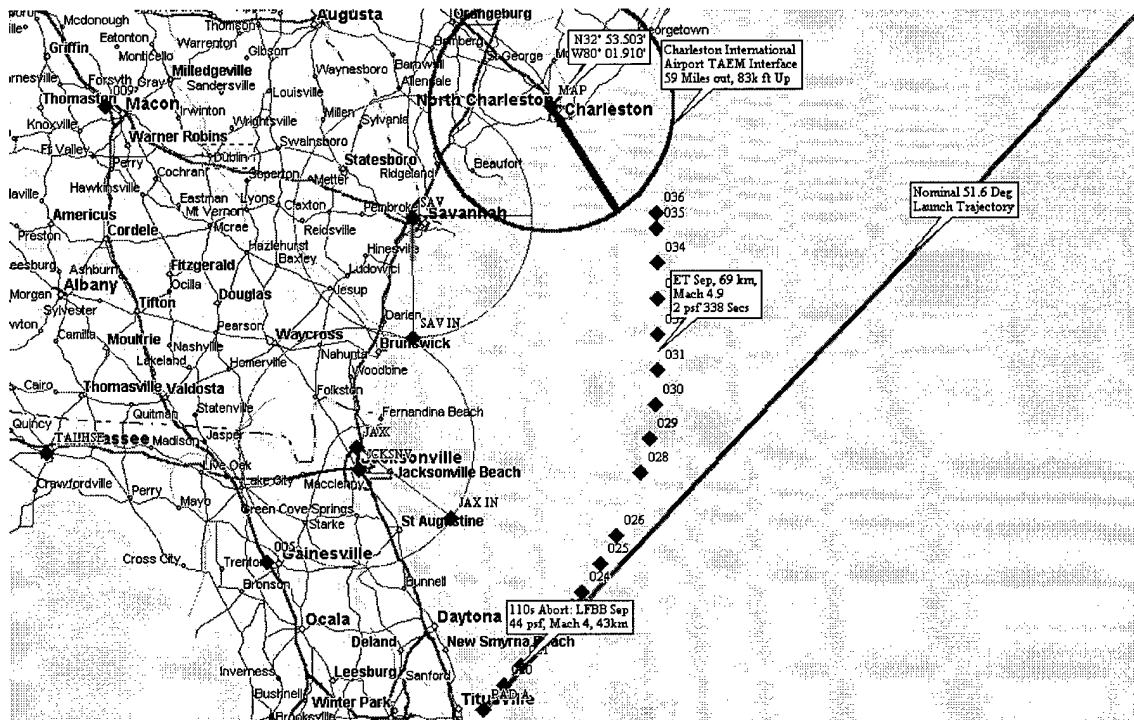 Mcdonough
Eatonton
Monticello
Griffin
Forsyth
Gray
Milledgeville
Sandersville
Thomson
Warrenton
Gibson
Augusta
Waynesboro
Louisville
Barnwell
Allendale
Bamberg
Orangeburg
St George
N32° 53.503'
W80° 01.910'
Charleston International
Airport TAEM Interface
59 Miles out, 83k ft Up
MAP
North Charleston
Charleston
009
Thomaston
Macon
Irwinton
Wrightsville
Millen
Sylvania
Knoxville
Warner Robins
Swainsboro
Ft Valley
Perry
Dublin
Statesboro
Ridgeland
Beaufort
Cochran
Soperton
Metter
Hawkinsville
Eastman
Lyons
Mt Vernon
Claxton
Pembroke
SAV
Savannah
Americus
Preston
Cordele
Mcrae
Reidsville
Hinesville
Hazlehurst
Baxley
Ludowici
Ashburn
Fitzgerald
Ocilla
Albany
Morgan
Sylvester
Tifton
Douglas
Jesup
Darien
SAV IN
Camilla
Moultrie
Pearson
Nashville
Waycross
Nahunta
Brunswick
Lakeland
Homerville
Woodbine
Cairo
Thomasville
Valdosta
Folkston
Quitman
Statenville
Fernandina Beach
Quincy
Madison
Jasper
JAX
Live Oak
Lake City
Macclenny
Jacksonville Beach
Crawfordville
Perry
Mayo
Green Cove Springs
Starke
JAX IN
St Augustine
Cross City
Trenton
005
Gainesville
Bronson
Bunnell
Ocala
Daytona
Deland
New Smyrna Beach
Inverness
Leesburg
Sanford
Bushnell
Winter Park
Brooksville
Titusville
PAD A
036
035
034
031
030
029
028
026
025
024
ET Sep, 69 km,
Mach 4.9
2 psf 338 Secs
Nominal 51.6 Deg
Launch Trajectory
110s Abort: LFBB Sep
44 psf, Mach 4, 43km